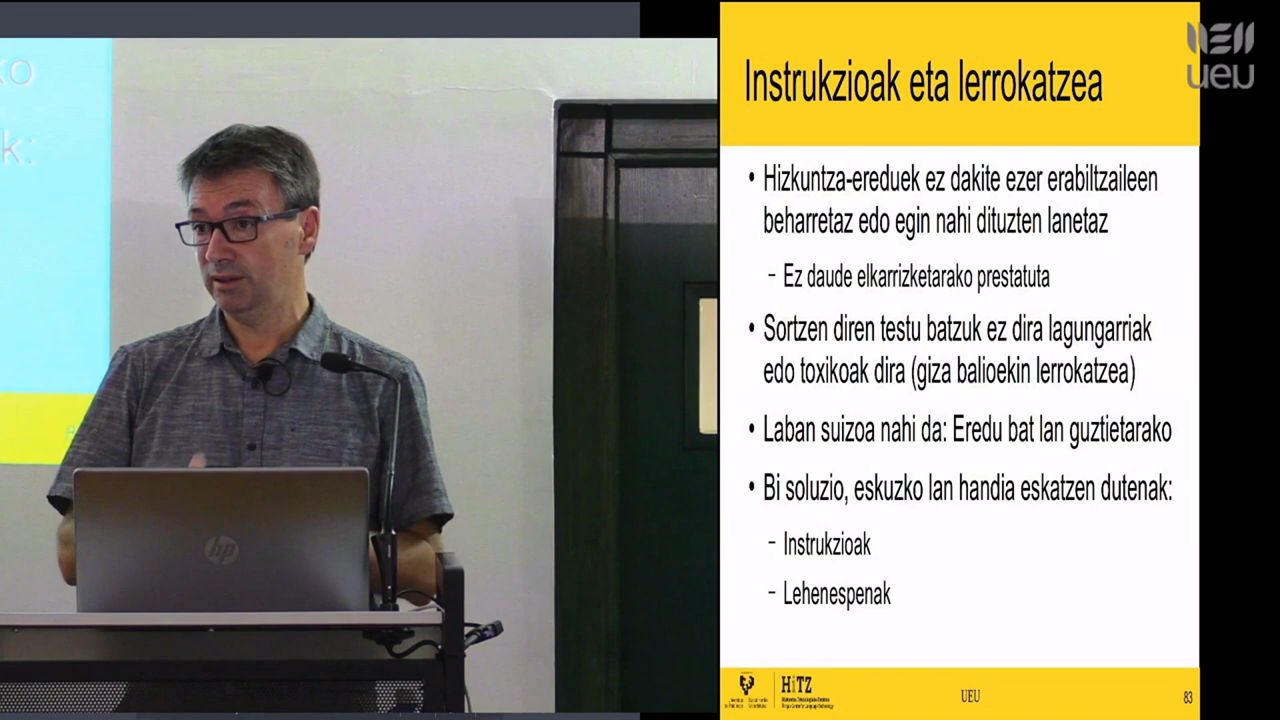 ko
k:
hp
Instrukzioak eta lerrokatzea
UEU
• Hizkuntza-ereduek ez dakite ezer erabiltzaileen
beharretaz edo egin nahi dituzten lanetaz
- Ez daude elkarrizketarako prestatuta
• Sortzen diren testu batzuk ez dira lagungarriak
edo toxikoak dira (giza balioekin lerrokatzea)
• Laban suizoa nahi da: Eredu bat lan guztietarako
• Bi soluzio, eskuzko lan handia eskatzen dutenak:
- Instrukzioak
- Lehenespenak
HiTZ
UEU
83